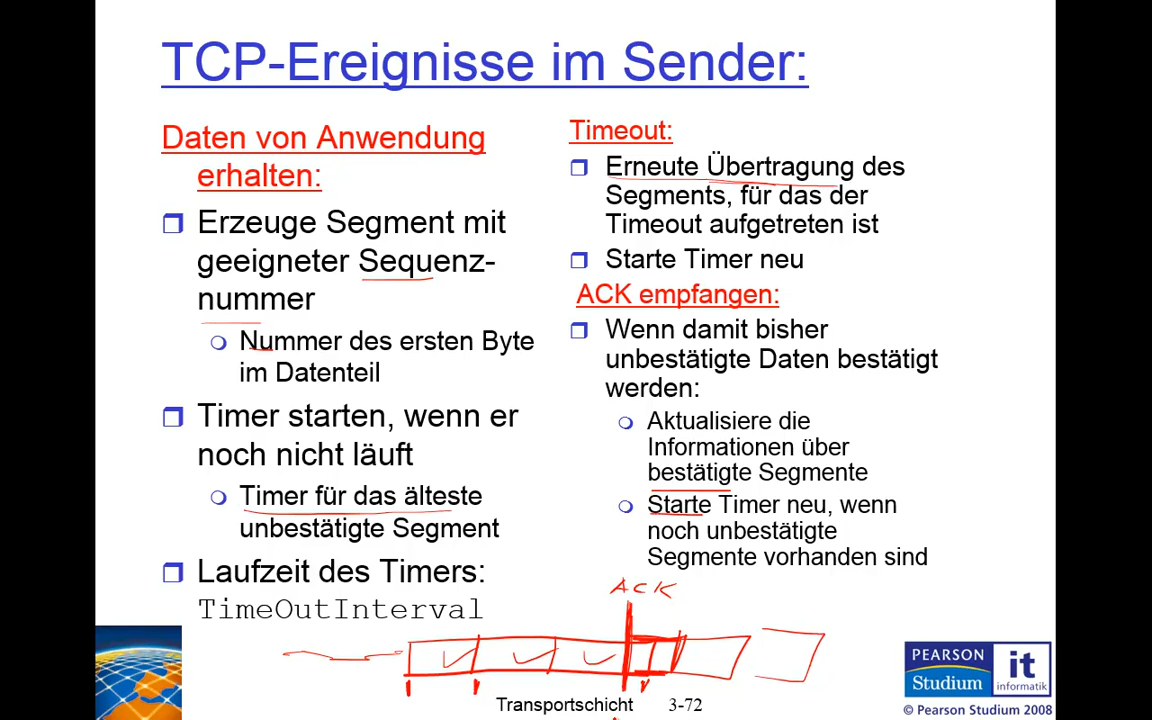 TCP-Ereignisse im Sender:
Daten von Anwendung
erhalten:
Erzeuge Segment mit
geeigneter Sequenz-
nummer
Nummer des ersten Byte
im Datenteil
Timer starten, wenn er
noch nicht läuft
Timer für das älteste
unbestätigte Segment
Laufzeit des Timers:
TimeOutInterval
Timeout:
Erneute Übertragung des
Segments, für das der
Timeout aufgetreten ist
Starte Timer neu
ACK empfangen:
Wenn damit bisher
unbestätigte Daten bestätigt
werden:
Aktualisiere die
Informationen über
bestätigte Segmente
Starte Timer neu, wenn
noch unbestätigte
Segmente vorhanden sind
ACK
Transportschicht 3-72
PEARSON
Studium
it
informatik
© Pearson Studium 2008